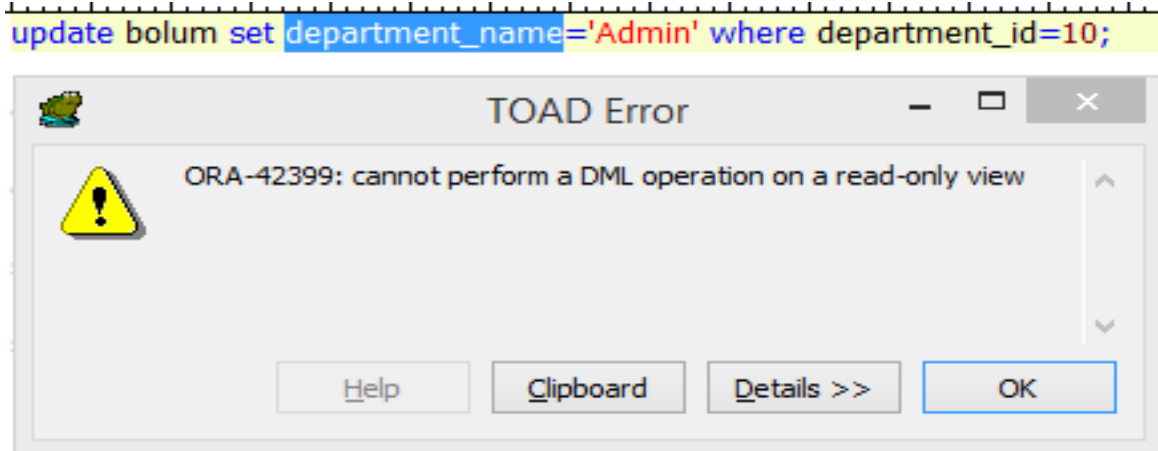 update bolum set department_name='Admin' where department_id=10;
TOAD Error
ORA-42399: cannot perform a DML operation on a read-only view
Help
Clipboard
Details >>
OK